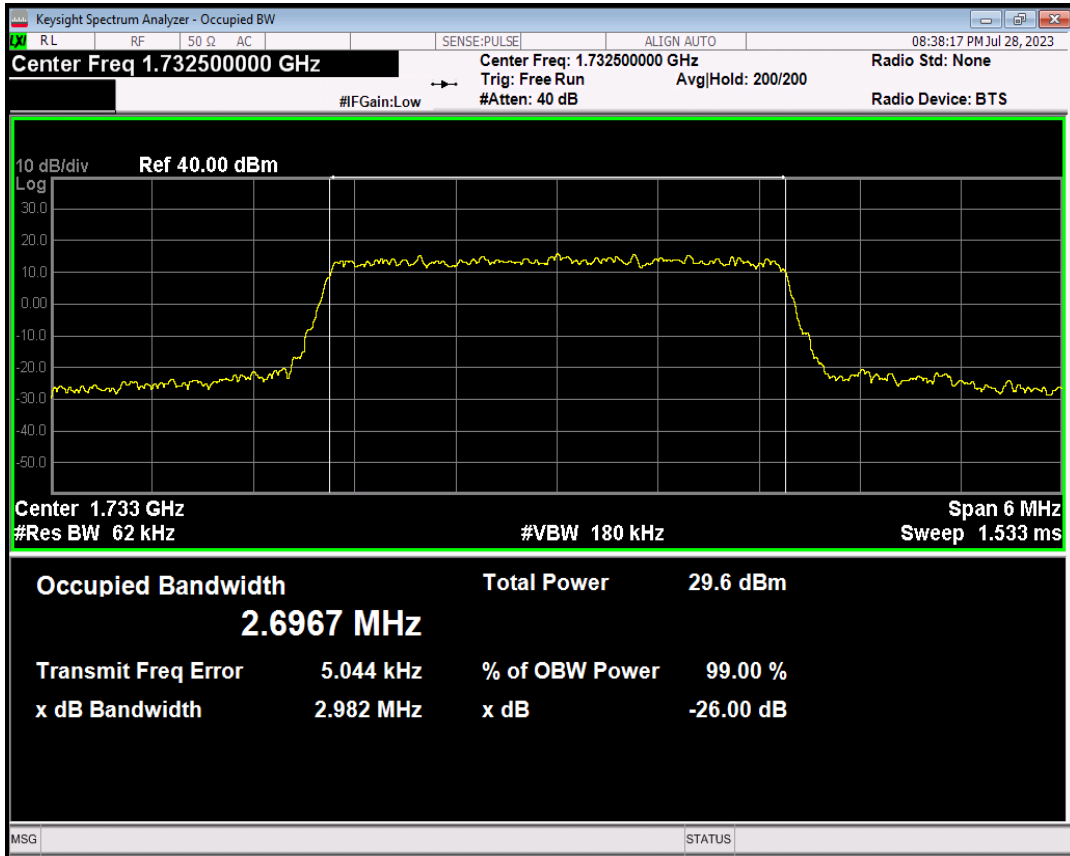 Keysight Spectrum Analyzer - Occupied BW
LXI RL RF 50 Ω AC SENSE:PULSE ALIGN AUTO 08:38:17 PM Jul 28, 2023
Center Freq 1.732500000 GHz Center Freq: 1.732500000 GHz Radio Std: None
Trig: Free Run Avg|Hold: 200/200
#IFGain:Low #Atten: 40 dB Radio Device: BTS
10 dB/div Ref 40.00 dBm
Log
30.0
20.0
10.0
0.00
-10.0
-20.0
-30.0
-40.0
-50.0
Center 1.733 GHz Span 6 MHz
#Res BW 62 kHz #VBW 180 kHz Sweep 1.533 ms
Occupied Bandwidth Total Power 29.6 dBm
2.6967 MHz
Transmit Freq Error 5.044 kHz % of OBW Power 99.00 %
x dB Bandwidth 2.982 MHz x dB -26.00 dB
MSG STATUS